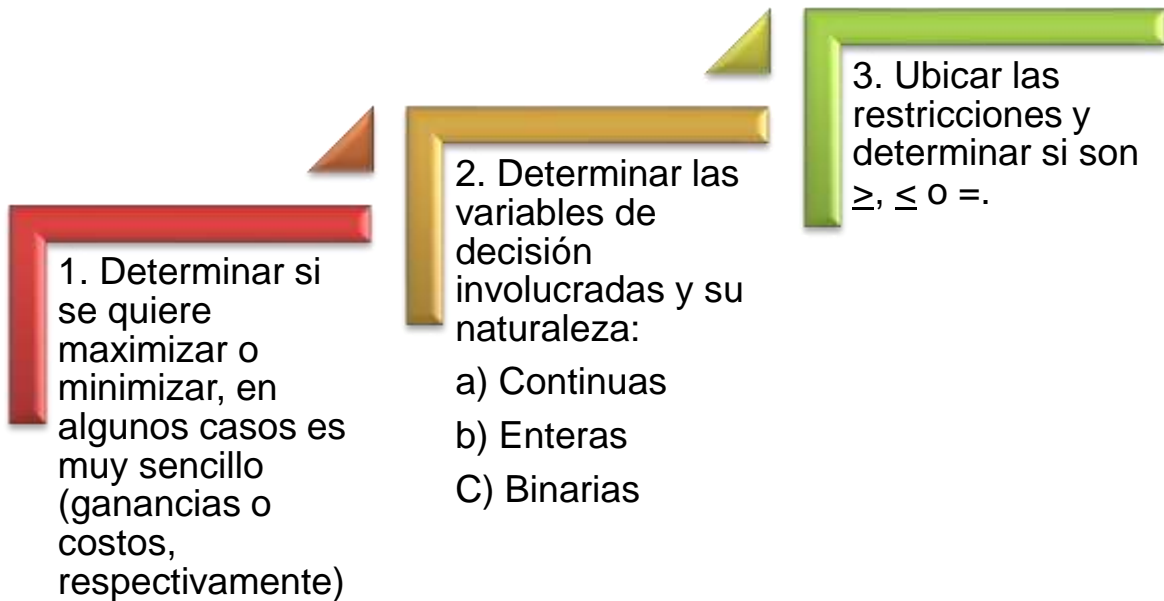 1. Determinar si
se quiere
maximizar o
minimizar, en
algunos casos es
muy sencillo
(ganancias o
costos,
respectivamente)
2. Determinar las
variables de
decisión
involucradas y su
naturaleza:
a) Continuas
b) Enteras
C) Binarias
3. Ubicar las
restricciones y
determinar si son
≥, ≤ o =.